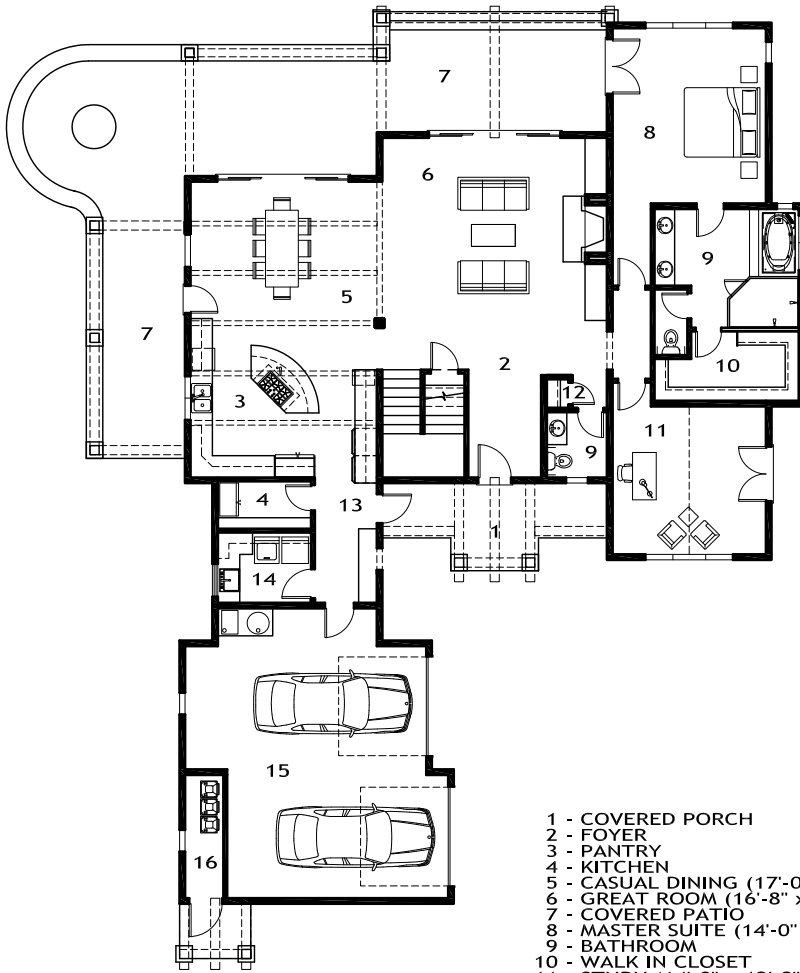 7
8
6
9
5
7
2
10
3
12
11
9
4
13
1
14
15
16
1 - COVERED PORCH
2 - FOYER
3 - PANTRY
4 - KITCHEN
5 - CASUAL DINING (17'-0
6 - GREAT ROOM (16'-8" x
7 - COVERED PATIO
8 - MASTER SUITE (14'-0"
9 - BATHROOM
10 - WALK IN CLOSET
11 - STUDY